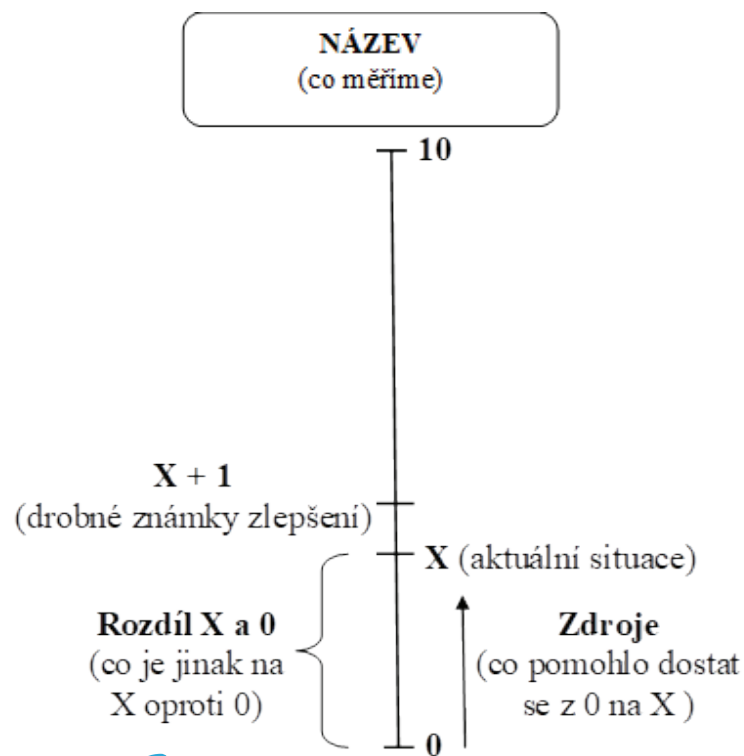 NÁZEV
(co měříme)
10
X + 1
(drobné známky zlepšení)
X (aktuální situace)
Rozdíl X a 0
(co je jinak na
X oproti 0)
Zdroje
(co pomohlo dostat
se z 0 na X )
0